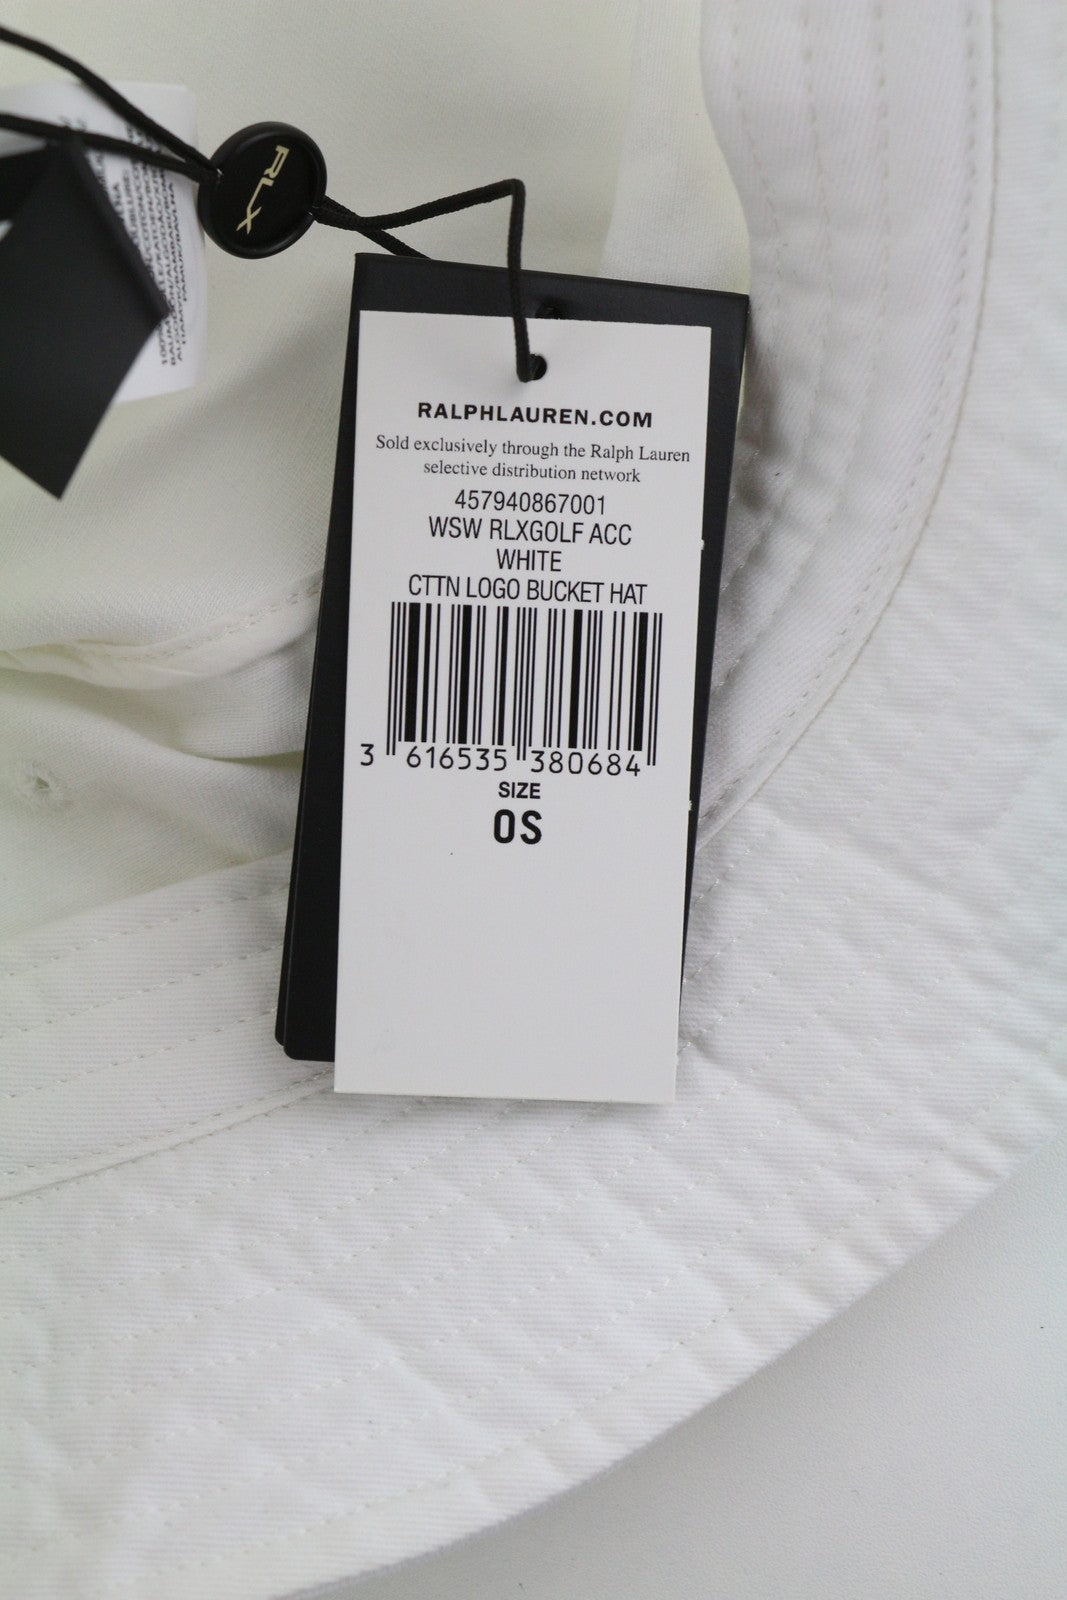 RLX
RALPHLAUREN.COM
Sold exclusively through the Ralph Lauren
selective distribution network
457940867001
WSW RLXGOLF ACC
WHITE
CTTN LOGO BUCKET HAT
3 616535 380684
SIZE
OS